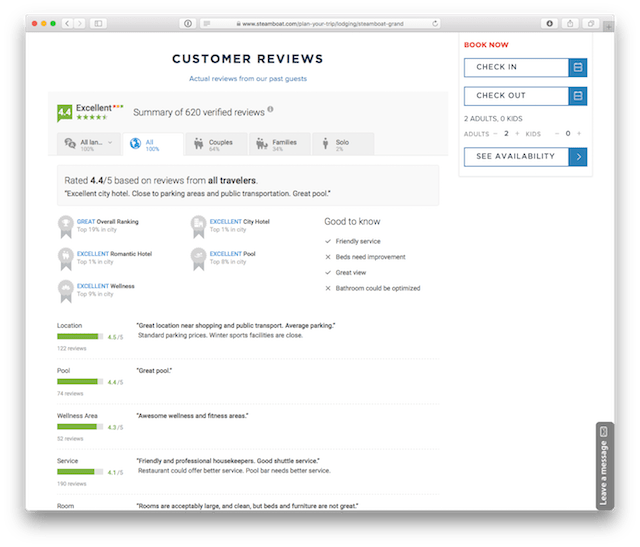 www.steamboat.com/plan-your-trip/lodging/steamboat-grand
CUSTOMER REVIEWS
Actual reviews from our past guests
4.4
Excellent
Summary of 620 verified reviews
All lan...
100%
All
100%
Couples
64%
Families
34%
Solo
2%
Rated 4.4/5 based on reviews from all travelers.
"Excellent city hotel. Close to parking areas and public transportation. Great pool."
GREAT Overall Ranking
Top 19% in city
EXCELLENT City Hotel
Top 1% in city
EXCELLENT Romantic Hotel
Top 1% in city
EXCELLENT Pool
Top 8% in city
EXCELLENT Wellness
Top 9% in city
Good to know
Friendly service
Beds need improvement
Great view
Bathroom could be optimized
Location
4.5/5
122 reviews
"Great location near shopping and public transport. Average parking."
Standard parking prices. Winter sports facilities are close.
Pool
4.4/5
74 reviews
"Great pool."
Wellness Area
4.3/5
52 reviews
"Awesome wellness and fitness areas."
Service
4.1/5
190 reviews
"Friendly and professional housekeepers. Good shuttle service."
Restaurant could offer better service. Pool bar needs better service.
Room
"Rooms are acceptably large, and clean, but beds and furniture are not great."
BOOK NOW
CHECK IN
CHECK OUT
2 ADULTS, 0 KIDS
ADULTS - 2 + KIDS - 0 +
SEE AVAILABILITY
Leave a message